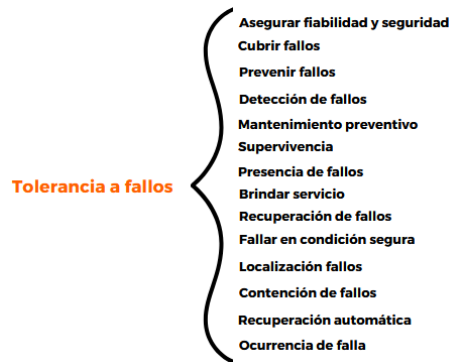 Tolerancia a fallos
Asegurar fiabilidad y seguridad
Cubrir fallos
Prevenir fallos
Detección de fallos
Mantenimiento preventivo
Supervivencia
Presencia de fallos
Brindar servicio
Recuperación de fallos
Fallar en condición segura
Localización fallos
Contención de fallos
Recuperación automática
Ocurrencia de falla